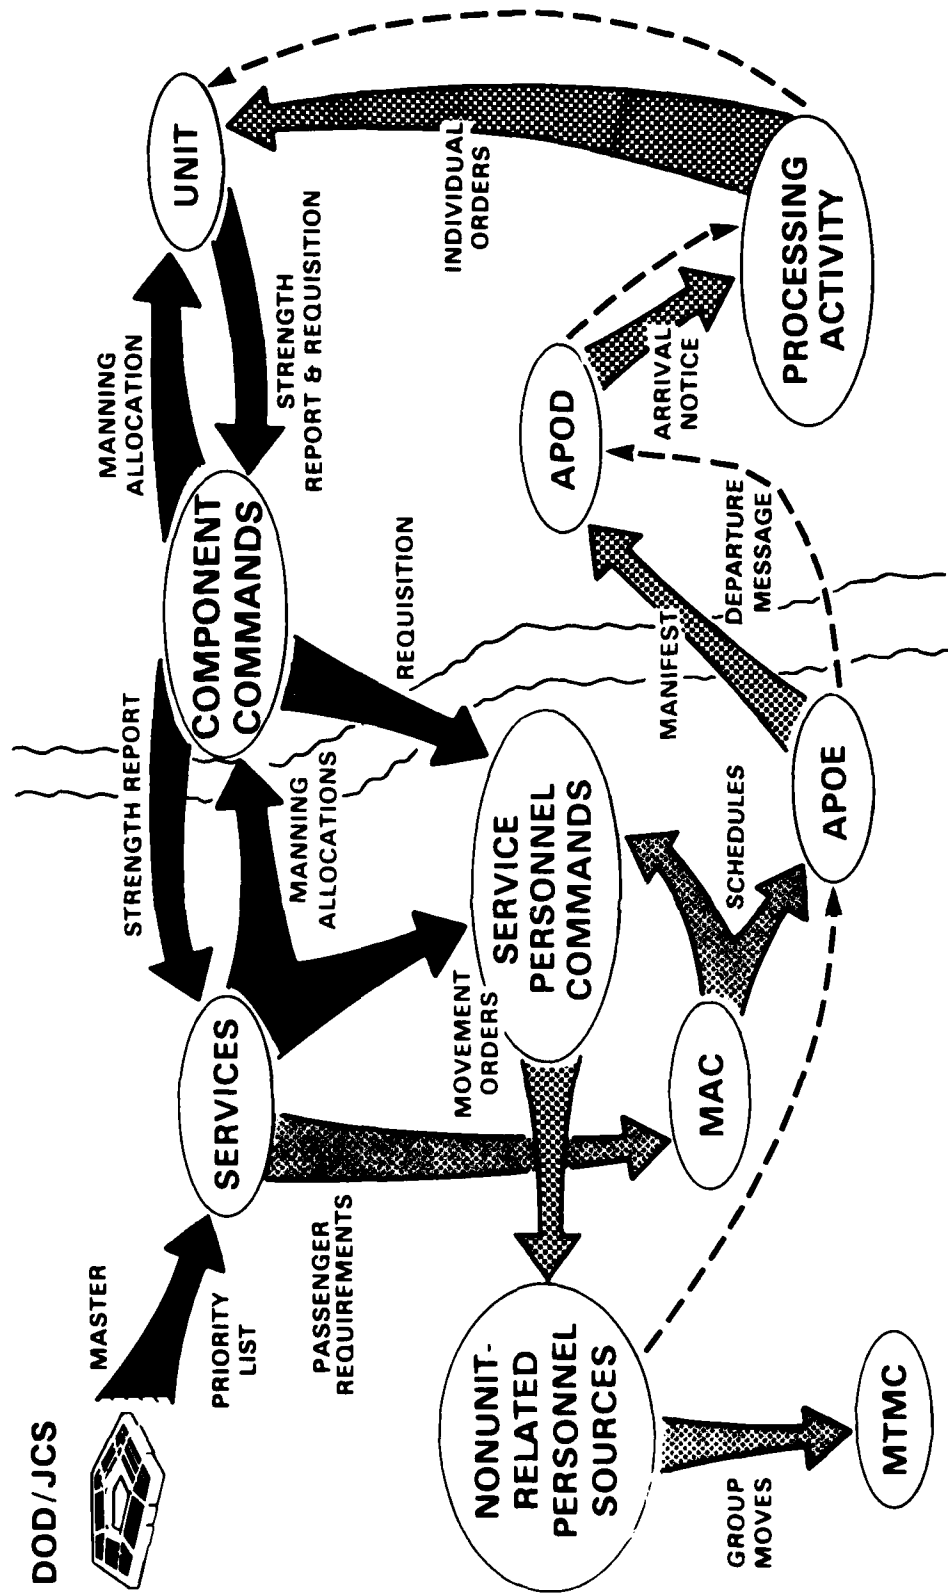 DOD/JCS
MASTER
PRIORITY
LIST
SERVICES
STRENGTH REPORT
MANNING
ALLOCATIONS
COMPONENT
COMMANDS
MANNING
ALLOCATION
UNIT
STRENGTH
REPORT & REQUISITION
REQUISITION
PASSENGER
REQUIREMENTS
MOVEMENT
ORDERS
SERVICE
PERSONNEL
COMMANDS
NONUNIT-
RELATED
PERSONNEL
SOURCES
GROUP
MOVES
MTMC
MAC
SCHEDULES
APOE
MANIFEST
DEPARTURE
MESSAGE
APOD
ARRIVAL
NOTICE
PROCESSING
ACTIVITY
INDIVIDUAL
ORDERS